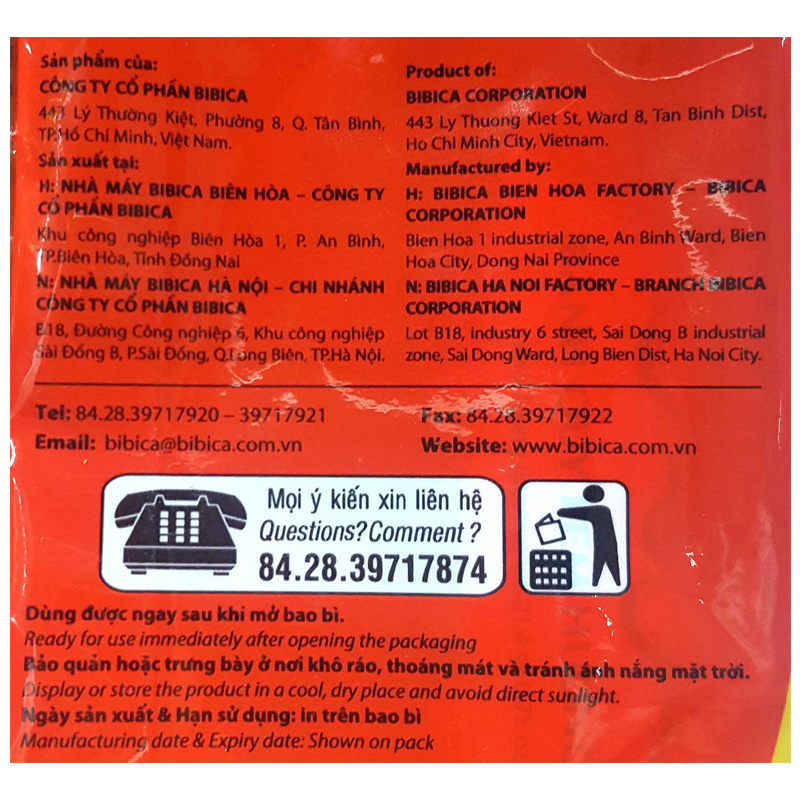 Sản phẩm của:
CÔNG TY CỔ PHẦN BIBICA
443 Lý Thường Kiệt, Phường 8, Q. Tân Bình,
TP.Hồ Chí Minh, Việt Nam.
Sản xuất tại:
H: NHÀ MÁY BIBICA BIÊN HÒA – CÔNG TY
CỔ PHẦN BIBICA
Khu công nghiệp Biên Hòa 1, P. An Bình,
TP.Biên Hòa, Tỉnh Đồng Nai
N: NHÀ MÁY BIBICA HÀ NỘI – CHI NHÁNH
CÔNG TY CỔ PHẦN BIBICA
B18, Đường Công nghiệp 6, Khu công nghiệp
Sài Đồng B, P.Sài Đồng, Q.Long Biên, TP.Hà Nội.
Product of:
BIBICA CORPORATION
443 Ly Thuong Kiet St, Ward 8, Tan Binh Dist,
Ho Chi Minh City, Vietnam.
Manufactured by:
H: BIBICA BIEN HOA FACTORY – BIBICA
CORPORATION
Bien Hoa 1 industrial zone, An Binh Ward, Bien
Hoa City, Dong Nai Province
N: BIBICA HA NOI FACTORY – BRANCH BIBICA
CORPORATION
Lot B18, industry 6 street, Sai Dong B industrial
zone, Sai Dong Ward, Long Bien Dist, Ha Noi City.
Tel: 84.28.39717920 – 39717921
Fax: 84.28.39717922
Email: bibica@bibica.com.vn
Website: www.bibica.com.vn
Mọi ý kiến xin liên hệ
Questions? Comment ?
84.28.39717874
Dùng được ngay sau khi mở bao bì.
Ready for use immediately after opening the packaging
Bảo quản hoặc trưng bày ở nơi khô ráo, thoáng mát và tránh ánh nắng mặt trời.
Display or store the product in a cool, dry place and avoid direct sunlight.
Ngày sản xuất & Hạn sử dụng: in trên bao bì
Manufacturing date & Expiry date: Shown on pack